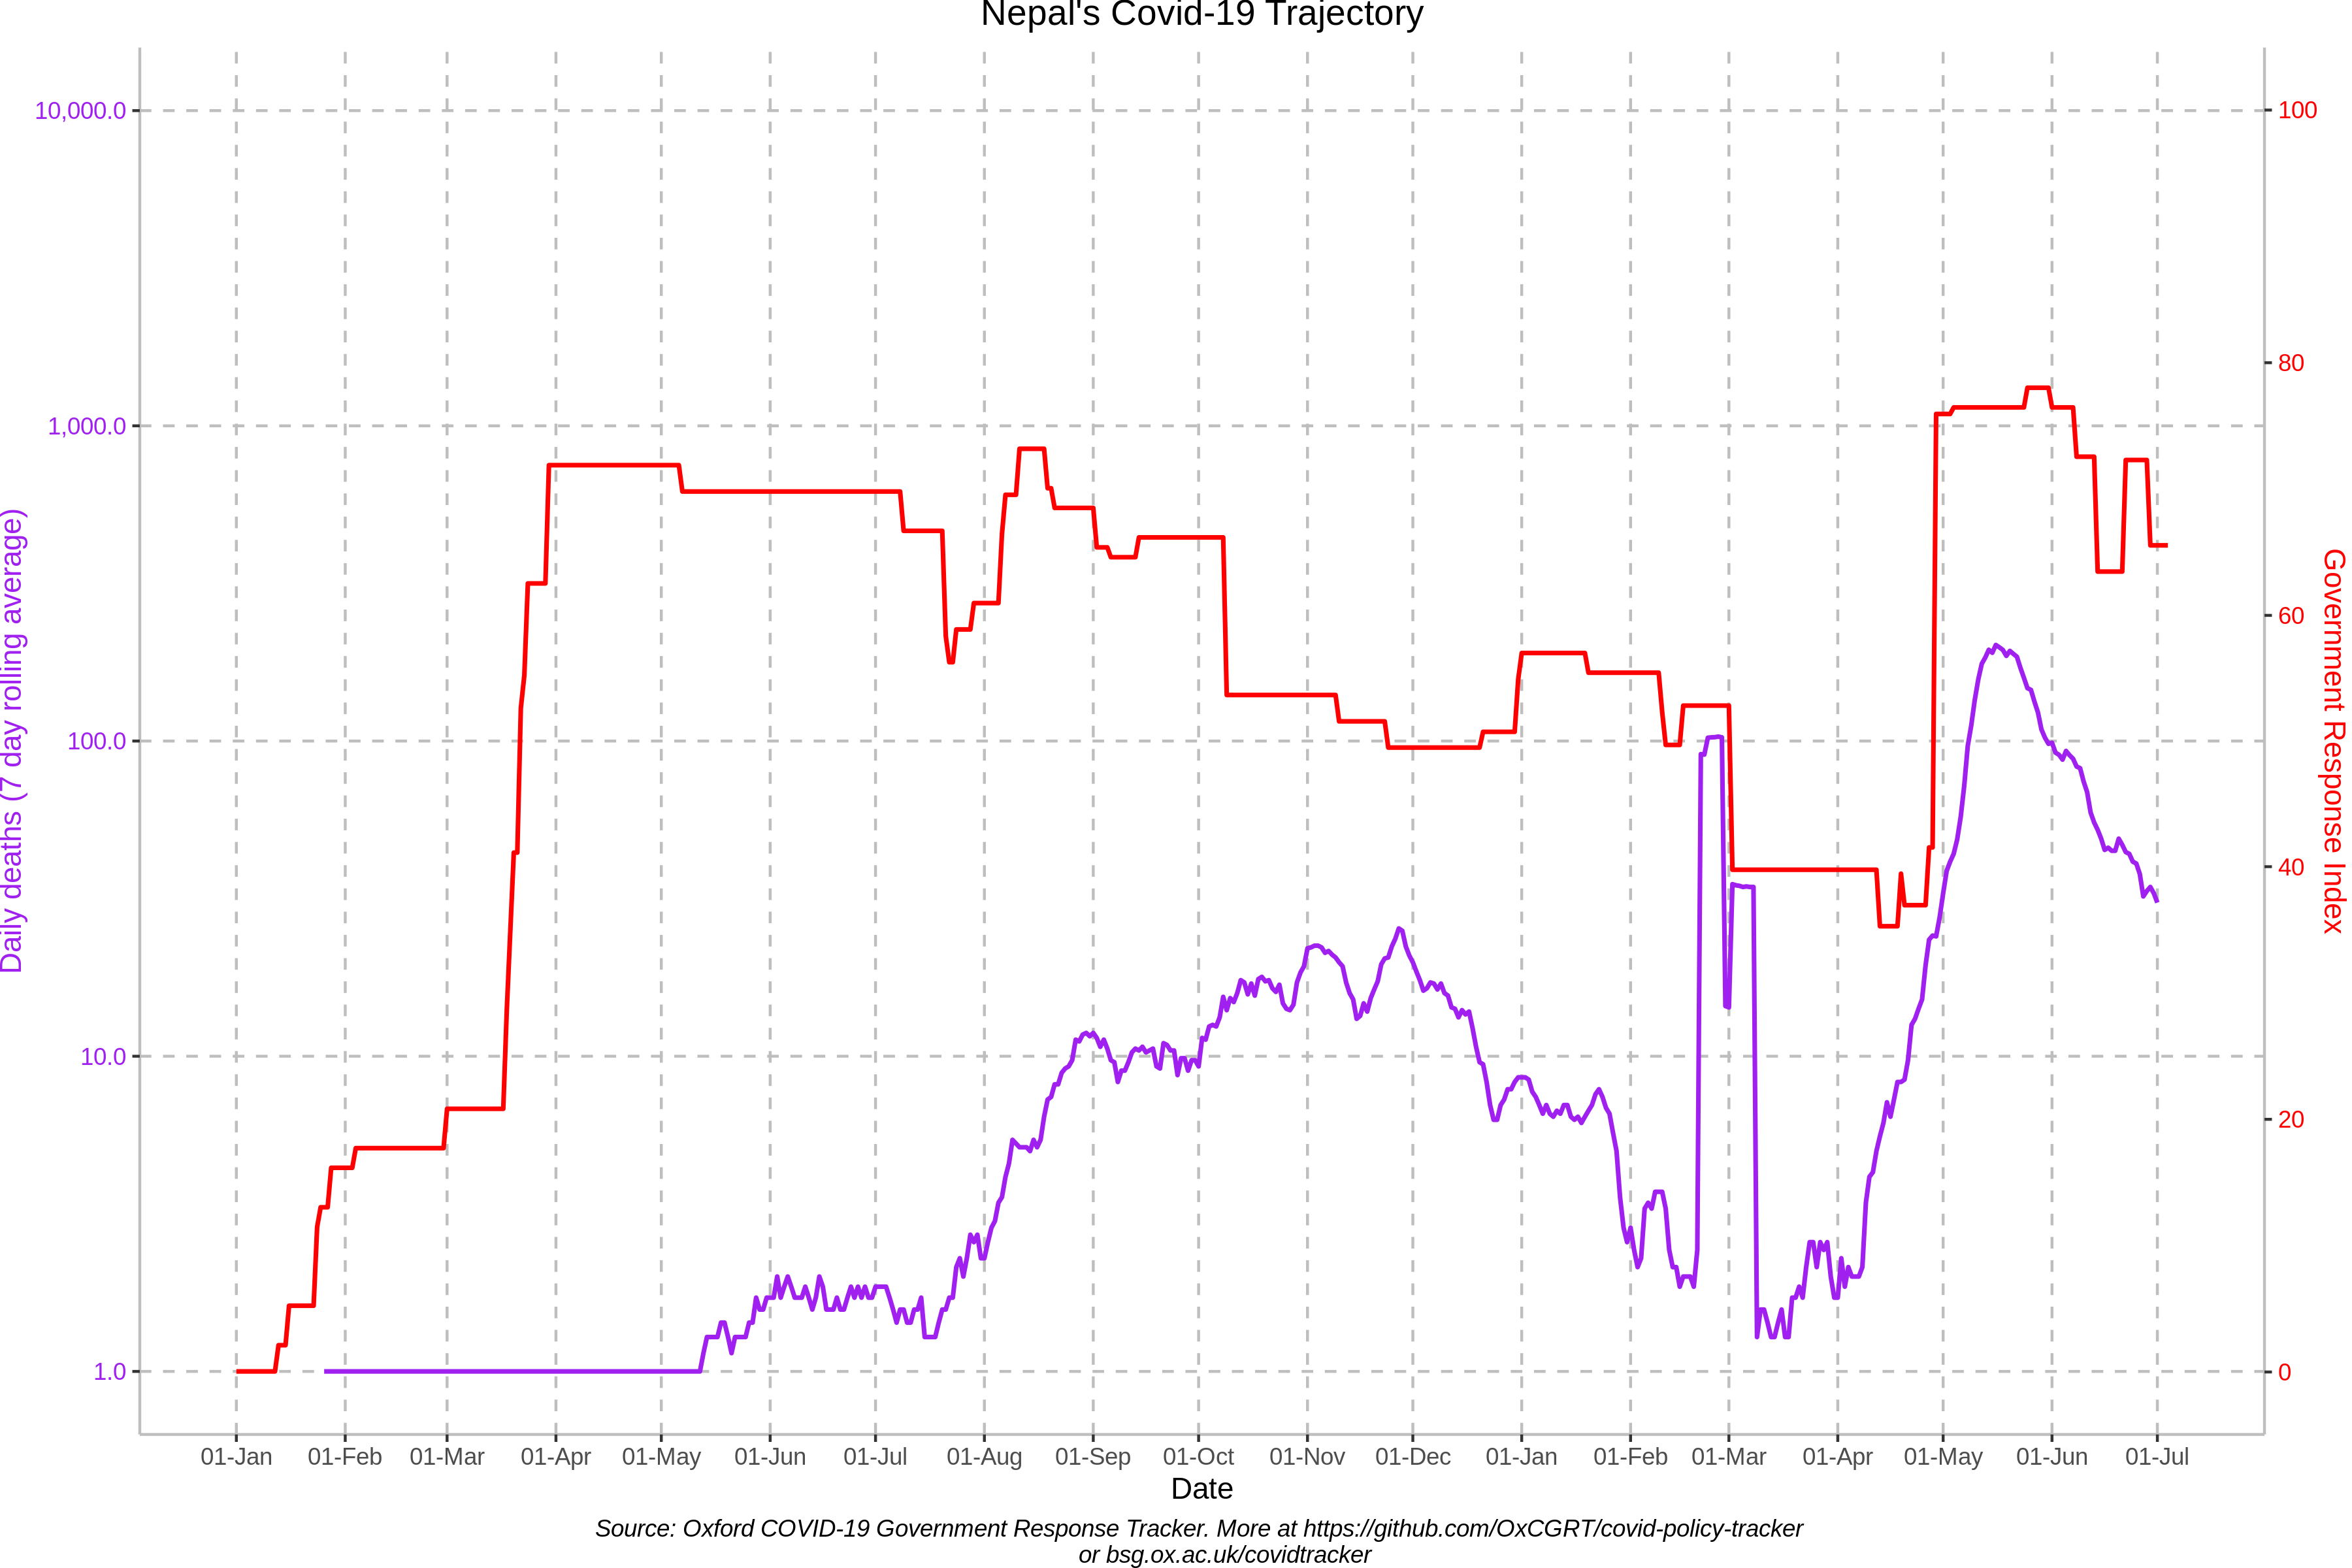 Nepal's Covid-19 Trajectory
Daily deaths (7 day rolling average)
10,000.0
1,000.0
100.0
10.0
1.0
100
80
60
40
20
0
Government Response Index
01-Jan 01-Feb 01-Mar 01-Apr 01-May 01-Jun 01-Jul 01-Aug 01-Sep 01-Oct 01-Nov 01-Dec 01-Jan 01-Feb 01-Mar 01-Apr 01-May 01-Jun 01-Jul
Date
Source: Oxford COVID-19 Government Response Tracker. More at https://github.com/OxCGRT/covid-policy-tracker
or bsg.ox.ac.uk/covidtracker